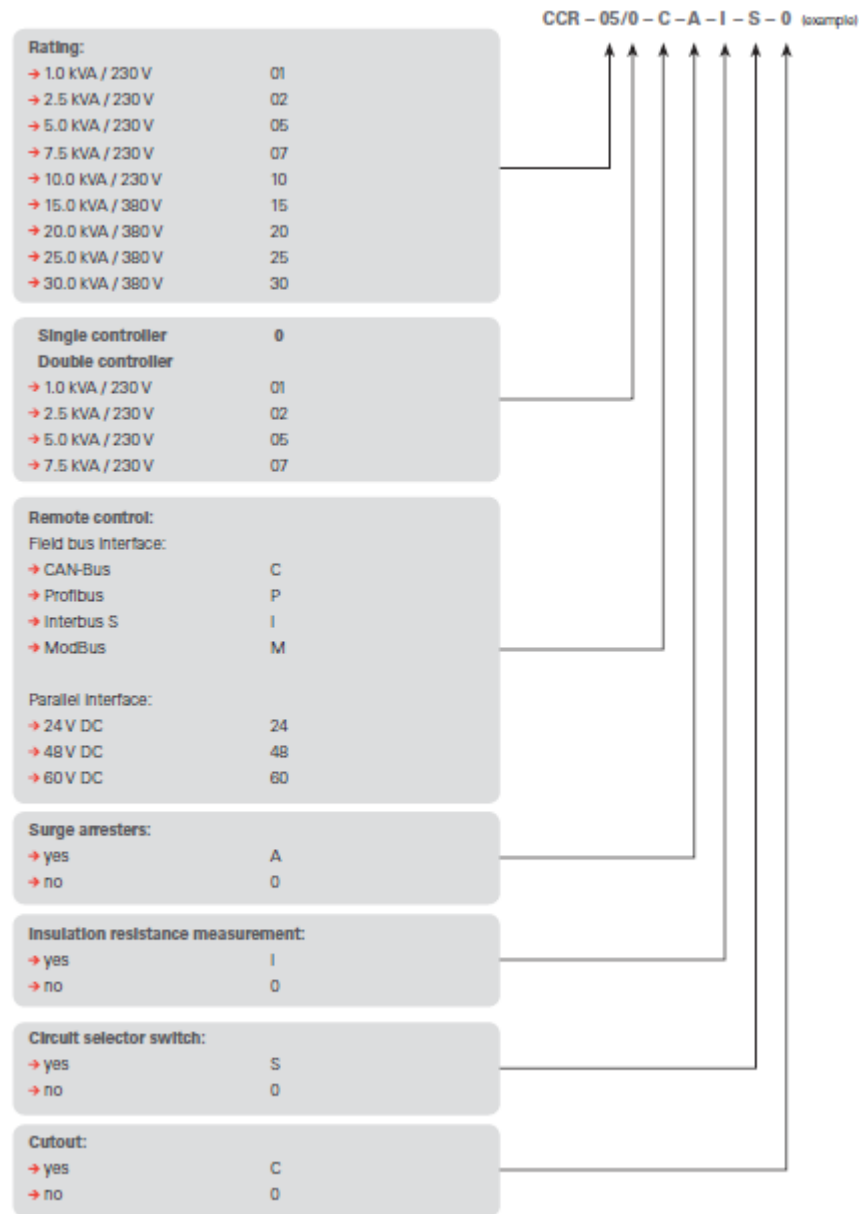 CCR – 05/0 – C – A – I – S – 0 (example)
Rating:
→ 1.0 kVA / 230 V 01
→ 2.5 kVA / 230 V 02
→ 5.0 kVA / 230 V 05
→ 7.5 kVA / 230 V 07
→ 10.0 kVA / 230 V 10
→ 15.0 kVA / 380 V 15
→ 20.0 kVA / 380 V 20
→ 25.0 kVA / 380 V 25
→ 30.0 kVA / 380 V 30
Single controller 0
Double controller
→ 1.0 kVA / 230 V 01
→ 2.5 kVA / 230 V 02
→ 5.0 kVA / 230 V 05
→ 7.5 kVA / 230 V 07
Remote control:
Field bus interface:
→ CAN-Bus C
→ Profibus P
→ Interbus S I
→ ModBus M
Parallel interface:
→ 24 V DC 24
→ 48 V DC 48
→ 60 V DC 60
Surge arresters:
→ yes A
→ no 0
Insulation resistance measurement:
→ yes I
→ no 0
Circuit selector switch:
→ yes S
→ no 0
Cutout:
→ yes C
→ no 0